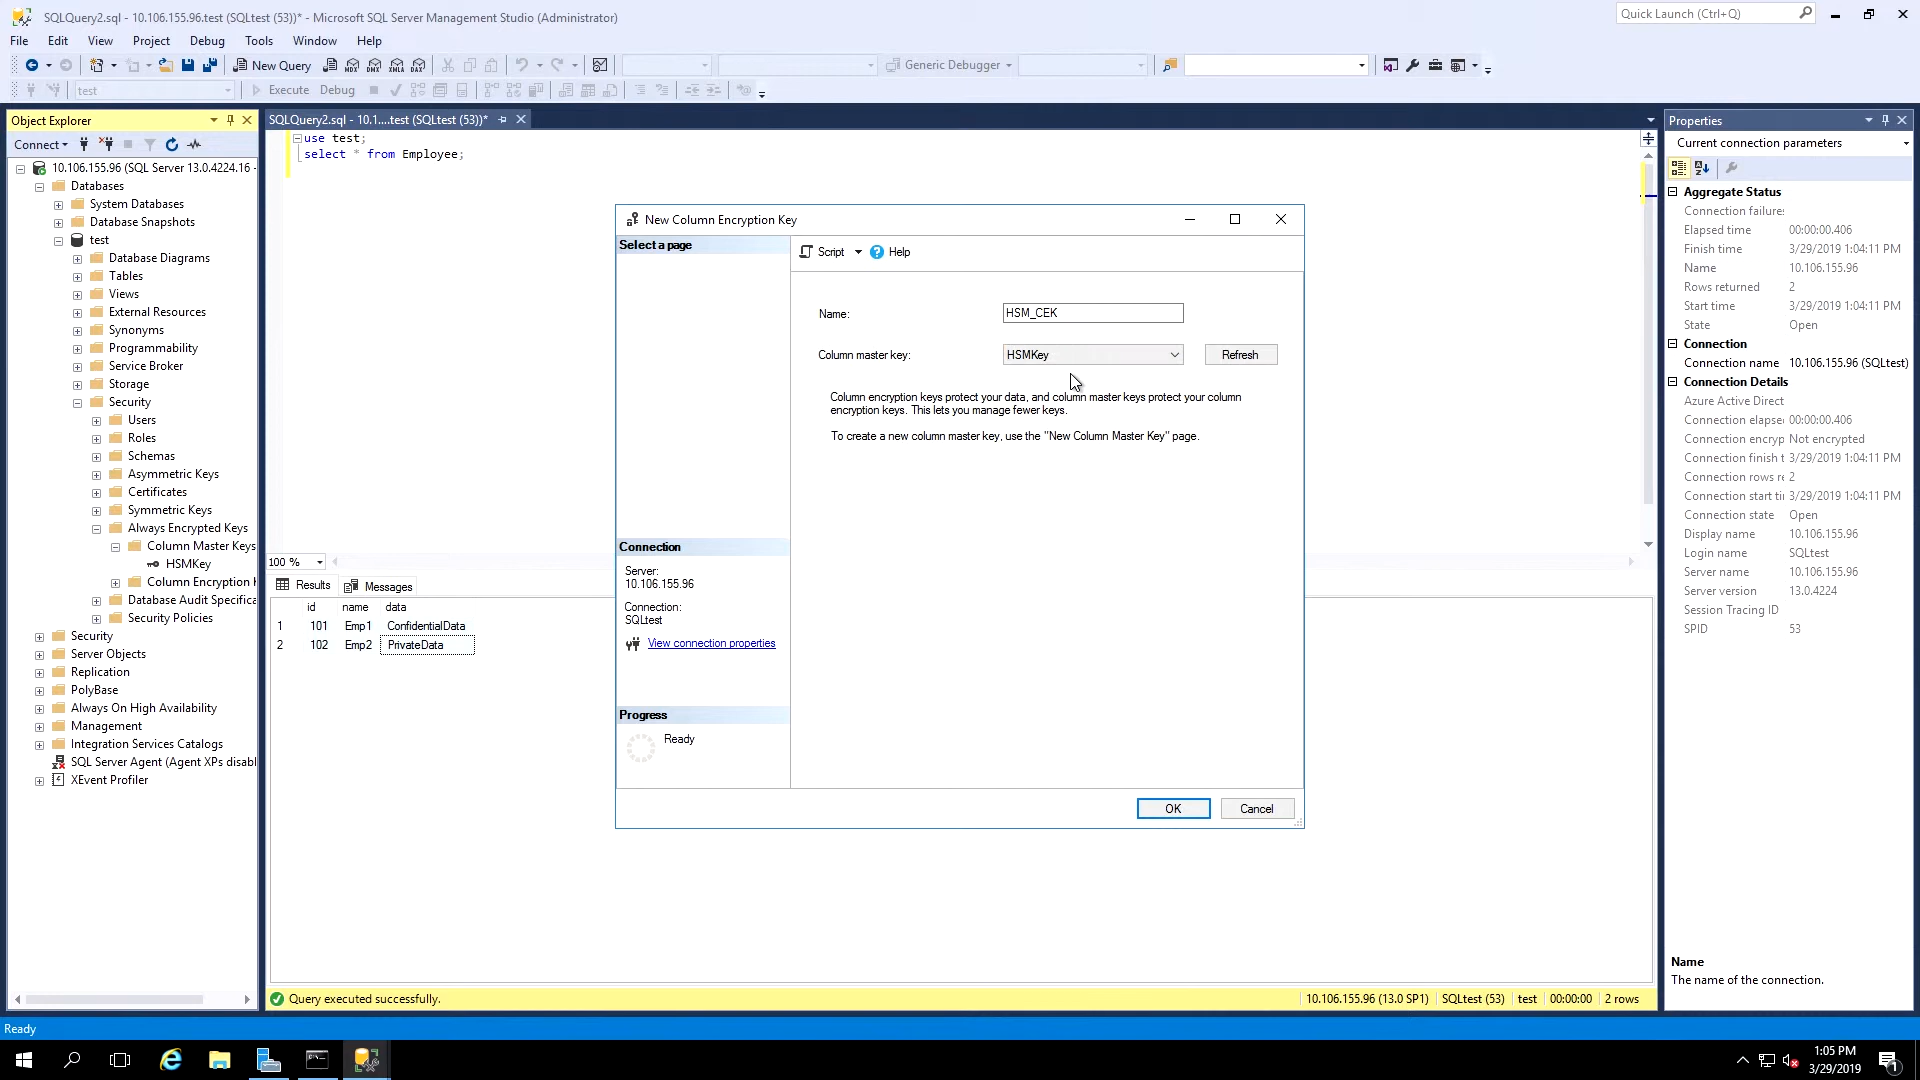 SQLQuery2.sql - 10.106.155.96.test (SQLtest (53))* - Microsoft SQL Server Management Studio (Administrator)
Quick Launch (Ctrl+Q)
File Edit View Project Debug Tools Window Help
New Query
MDX DMX XMLA DAX
Generic Debugger
test
Execute Debug
Object Explorer
Connect
10.106.155.96 (SQL Server 13.0.4224.16 -
Databases
System Databases
Database Snapshots
test
Database Diagrams
Tables
Views
External Resources
Synonyms
Programmability
Service Broker
Storage
Security
Users
Roles
Schemas
Asymmetric Keys
Certificates
Symmetric Keys
Always Encrypted Keys
Column Master Keys
HSMKey
Column Encryption
Database Audit Specifica
Security Policies
Security
Server Objects
Replication
PolyBase
Always On High Availability
Management
Integration Services Catalogs
SQL Server Agent (Agent XPs disabl
XEvent Profiler
SQLQuery2.sql - 10.1....test (SQLtest (53))*
use test;
select * from Employee;
100 %
Results Messages
id name data
1 101 Emp1 ConfidentialData
2 102 Emp2 PrivateData
Query executed successfully.
10.106.155.96 (13.0 SP1) SQLtest (53) test 00:00:00 2 rows
New Column Encryption Key
Select a page
Script Help
Name: HSM_CEK
Column master key: HSMKey Refresh
Column encryption keys protect your data, and column master keys protect your column
encryption keys. This lets you manage fewer keys.
To create a new column master key, use the "New Column Master Key" page.
Connection
Server:
10.106.155.96
Connection:
SQLtest
View connection properties
Progress
Ready
OK Cancel
Properties
Current connection parameters
Aggregate Status
Connection failures
Elapsed time 00:00:00.406
Finish time 3/29/2019 1:04:11 PM
Name 10.106.155.96
Rows returned 2
Start time 3/29/2019 1:04:11 PM
State Open
Connection
Connection name 10.106.155.96 (SQLtest)
Connection Details
Azure Active Direct
Connection elapse 00:00:00.406
Connection encryp Not encrypted
Connection finish t 3/29/2019 1:04:11 PM
Connection rows re 2
Connection start ti 3/29/2019 1:04:11 PM
Connection state Open
Display name 10.106.155.96
Login name SQLtest
Server name 10.106.155.96
Server version 13.0.4224
Session Tracing ID
SPID 53
Name
The name of the connection.
Ready
1:05 PM
3/29/2019
1